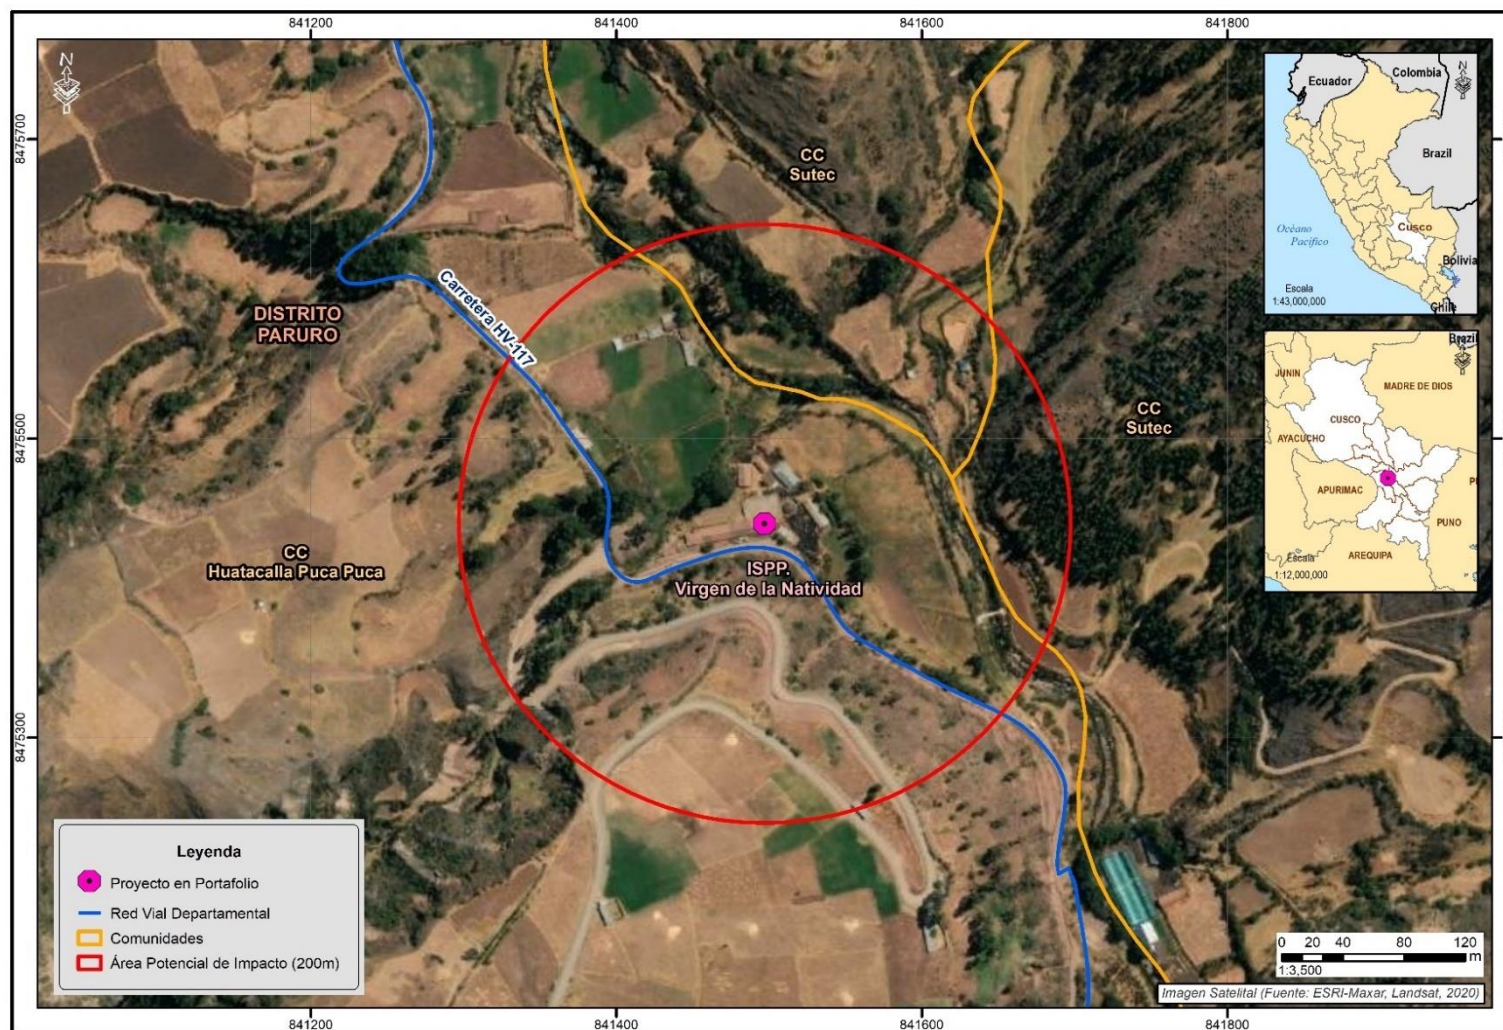 841200
841400
841600
841800
N
8475700
8475500
8475300
CC
Sutec
DISTRITO
PARURO
Carretera HV-117
CC
Sutec
CC
Huatacalla Puca Puca
ISPP.
Virgen de la Natividad
Ecuador
Colombia
N
Brazil
Cusco
Océano
Pacífico
Bolivia
Escala
1:43,000,000
Chile
Brazil
JUNIN
MADRE DE DIOS
CUSCO
AYACUCHO
APURIMAC
PUNO
AREQUIPA
Escala
1:12,000,000
Leyenda
Proyecto en Portafolio
Red Vial Departamental
Comunidades
Área Potencial de Impacto (200m)
0 20 40 80 120
m
1:3,500
Imagen Satelital (Fuente: ESRI-Maxar, Landsat, 2020)
841200
841400
841600
841800